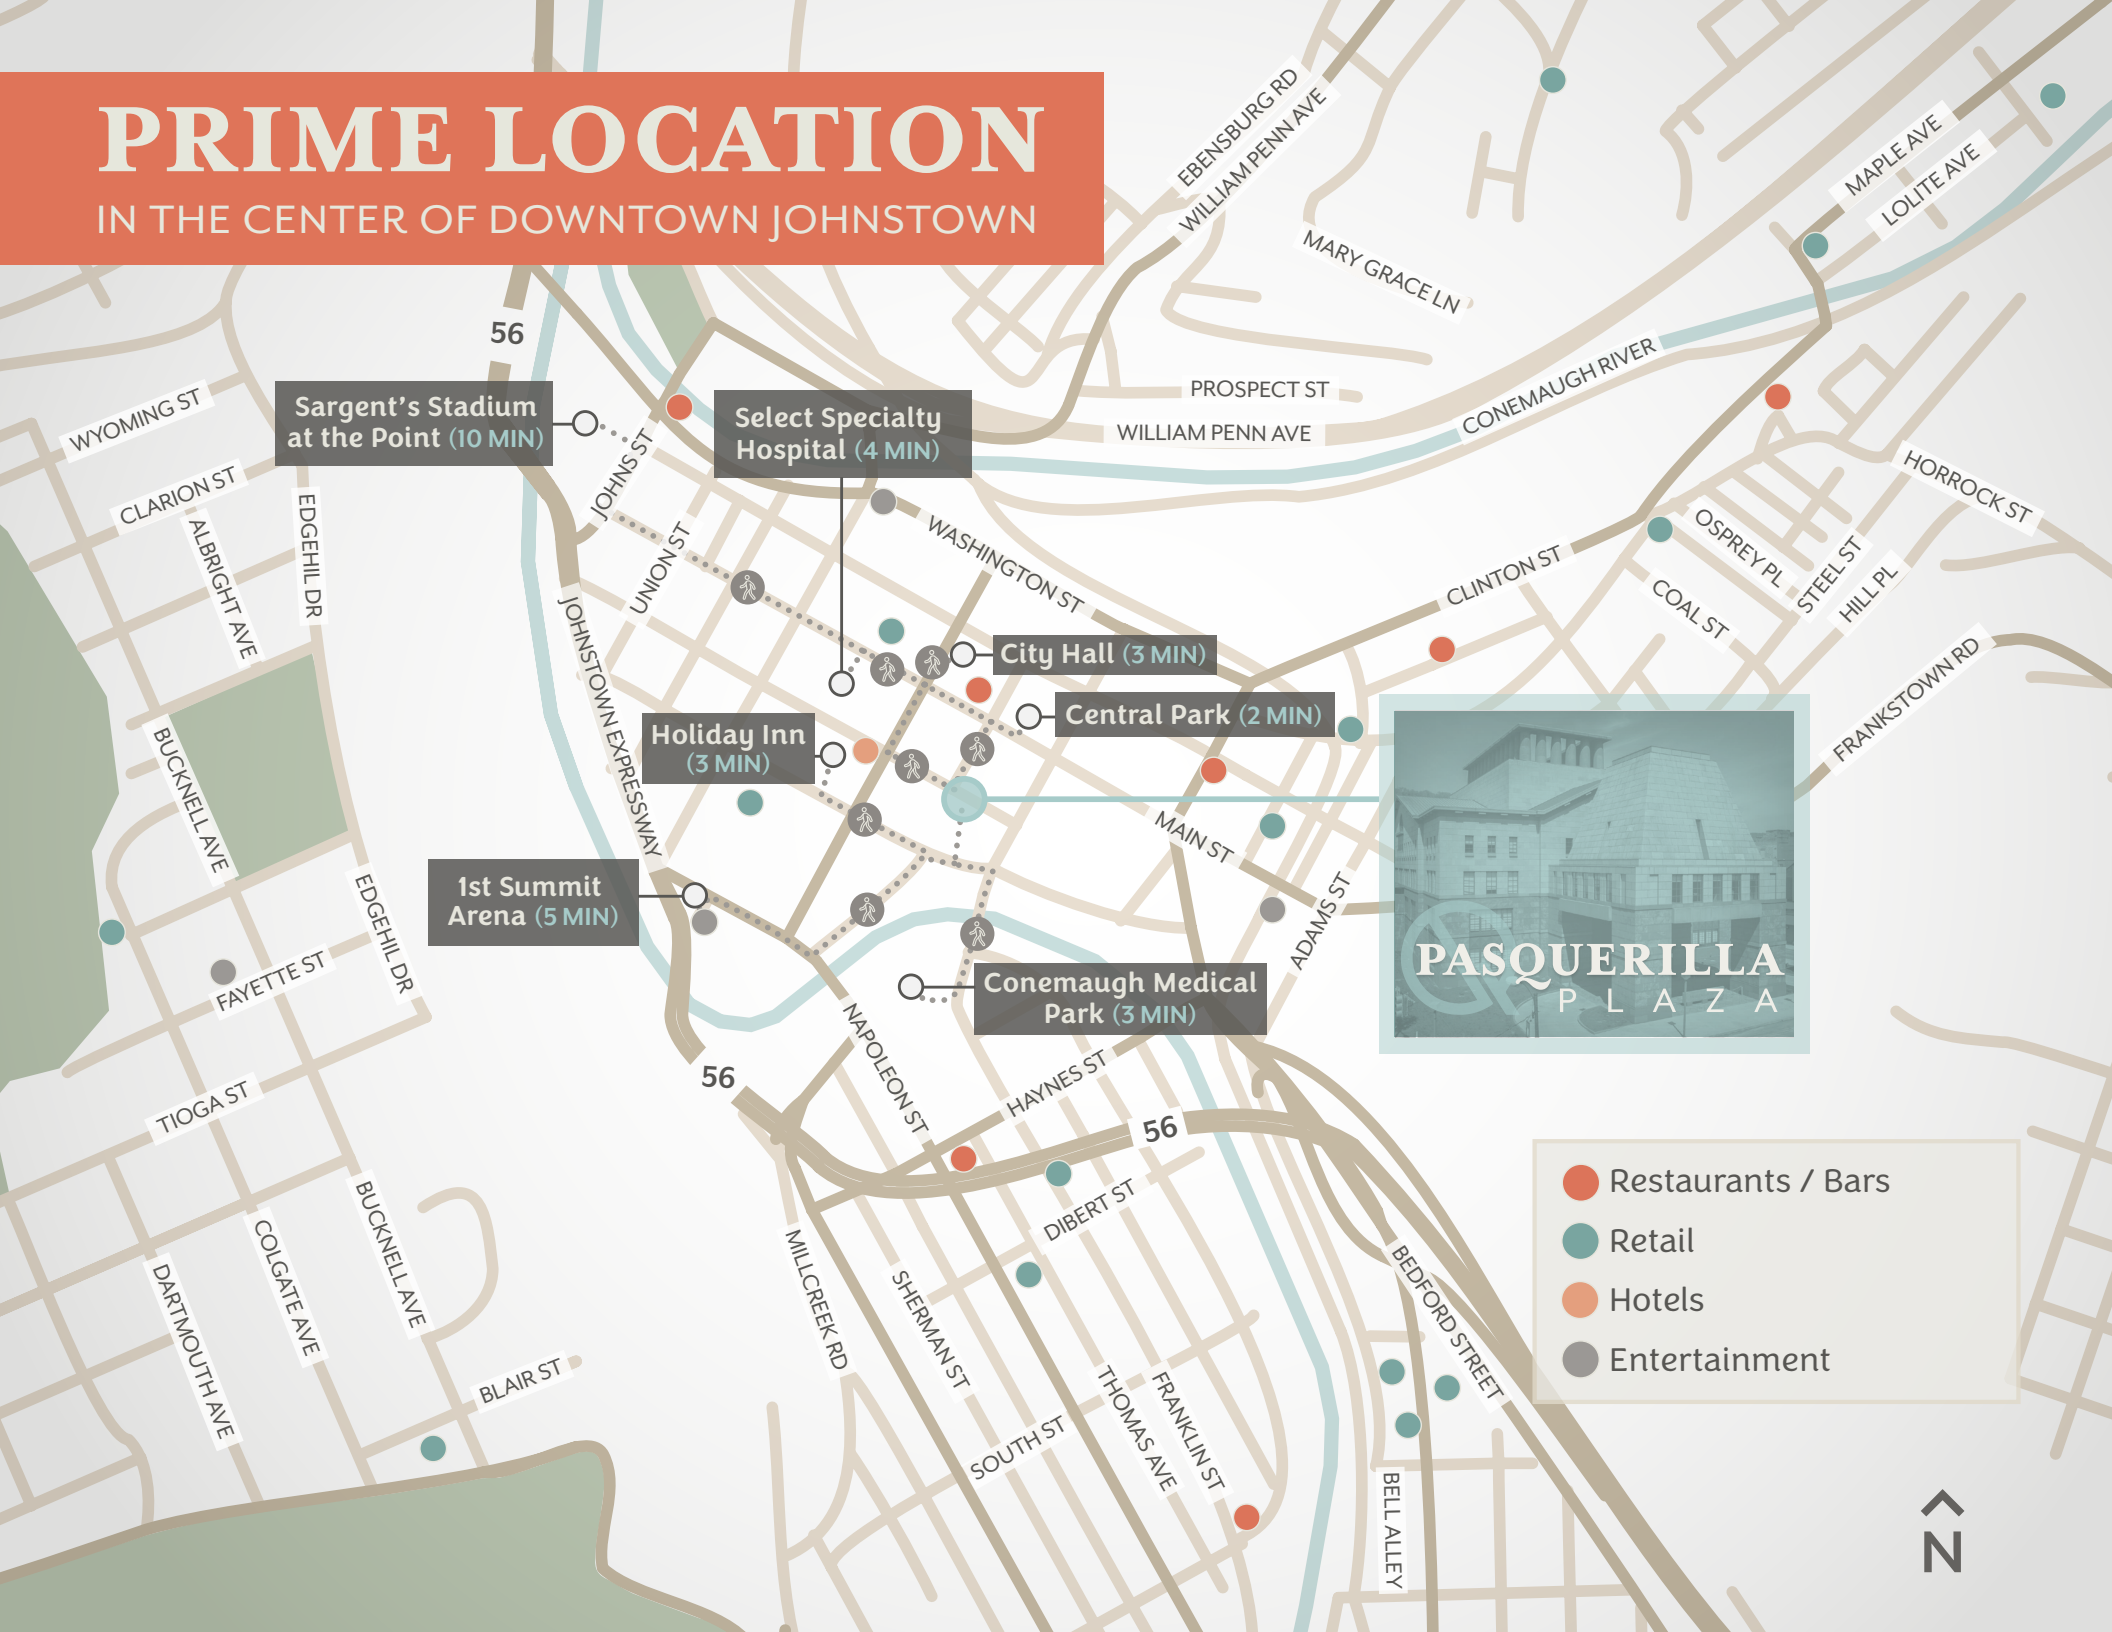 PRIME LOCATION
IN THE CENTER OF DOWNTOWN JOHNSTOWN
EBENSBURG RD
WILLIAM PENN AVE
MAPLE AVE
LOLITE AVE
MARY GRACE LN
56
PROSPECT ST
WILLIAM PENN AVE
CONEMAUGH RIVER
WYOMING ST
Sargent's Stadium
at the Point (10 MIN)
Select Specialty
Hospital (4 MIN)
JOHNS ST
CLARION ST
EDGEHIL DR
ALBRIGHT AVE
UNION ST
WASHINGTON ST
CLINTON ST
HORROCK ST
OSPREY PL
STEEL ST
HILL PL
COAL ST
FRANKSTOWN RD
JOHNSTOWN EXPRESSWAY
City Hall (3 MIN)
Central Park (2 MIN)
Holiday Inn
(3 MIN)
BUCKNELL AVE
MAIN ST
ADAMS ST
1st Summit
Arena (5 MIN)
EDGEHIL DR
FAYETTE ST
PASQUERILLA
PLAZA
Conemaugh Medical
Park (3 MIN)
NAPOLEON ST
HAYNES ST
56
56
TIOGA ST
DIBERT ST
BUCKNELL AVE
COLGATE AVE
DARTMOUTH AVE
MILLCREEK RD
SHERMAN ST
BLAIR ST
SOUTH ST
THOMAS AVE
FRANKLIN ST
BEDFORD STREET
BELL ALLEY
Restaurants / Bars
Retail
Hotels
Entertainment
N